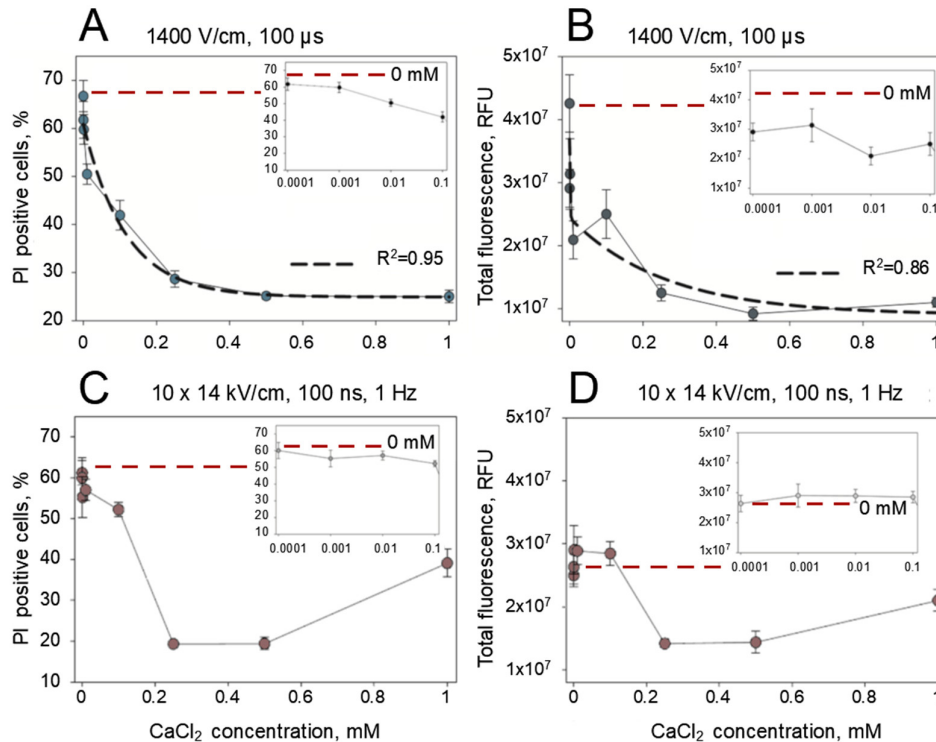 A
1400 V/cm, 100 µs
PI positive cells, %
70
60
50
40
30
20
0 0.2 0.4 0.6 0.8 1
R²=0.95
0 mM
70
60
50
40
30
20
10
0.0001 0.001 0.01 0.1
B
1400 V/cm, 100 µs
Total fluorescence, RFU
5x10⁷
4x10⁷
3x10⁷
2x10⁷
1x10⁷
0 0.2 0.4 0.6 0.8 1
R²=0.86
0 mM
5x10⁷
4x10⁷
3x10⁷
2x10⁷
1x10⁷
0.0001 0.001 0.01 0.1
C
10 x 14 kV/cm, 100 ns, 1 Hz
PI positive cells, %
70
60
50
40
30
20
10
0 0.2 0.4 0.6 0.8 1
CaCl₂ concentration, mM
0 mM
70
60
50
40
30
20
10
0.0001 0.001 0.01 0.1
D
10 x 14 kV/cm, 100 ns, 1 Hz
Total fluorescence, RFU
5x10⁷
4x10⁷
3x10⁷
2x10⁷
1x10⁷
0 0.2 0.4 0.6 0.8 1
CaCl₂ concentration, mM
0 mM
5x10⁷
4x10⁷
3x10⁷
2x10⁷
1x10⁷
0.0001 0.001 0.01 0.1